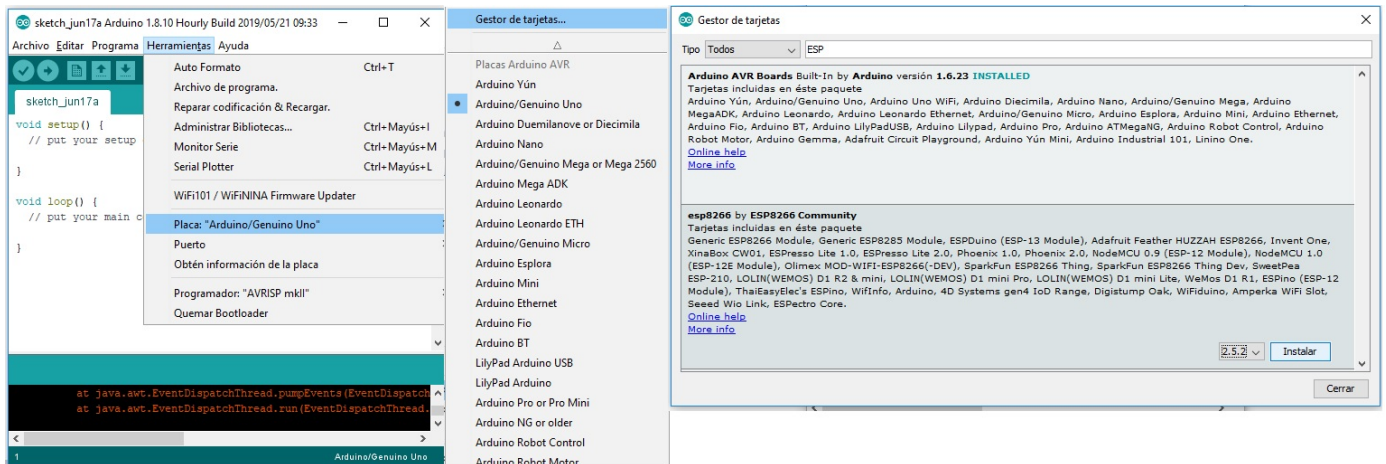 sketch_jun17a Arduino 1.8.10 Hourly Build 2019/05/21 09:33
Archivo Editar Programa Herramientas Ayuda
sketch_jun17a
void setup() {
// put your setup
}
void loop() {
// put your main c
}
Auto Formato Ctrl+T
Archivo de programa.
Reparar codificación & Recargar.
Administrar Bibliotecas... Ctrl+Mayús+I
Monitor Serie Ctrl+Mayús+M
Serial Plotter Ctrl+Mayús+L
WiFi101 / WiFiNINA Firmware Updater
Placa: "Arduino/Genuino Uno"
Puerto
Obtén información de la placa
Programador: "AVRISP mkII"
Quemar Bootloader
at java.awt.EventDispatchThread.pumpEvents(EventDispatch
at java.awt.EventDispatchThread.run(EventDispatchThread.
1 Arduino/Genuino Uno
Gestor de tarjetas...
Placas Arduino AVR
Arduino Yún
Arduino/Genuino Uno
Arduino Duemilanove or Diecimila
Arduino Nano
Arduino/Genuino Mega or Mega 2560
Arduino Mega ADK
Arduino Leonardo
Arduino Leonardo ETH
Arduino/Genuino Micro
Arduino Esplora
Arduino Mini
Arduino Ethernet
Arduino Fio
Arduino BT
LilyPad Arduino USB
LilyPad Arduino
Arduino Pro or Pro Mini
Arduino NG or older
Arduino Robot Control
Arduino Robot Motor
Gestor de tarjetas
Tipo Todos ESP
Arduino AVR Boards Built-In by Arduino versión 1.6.23 INSTALLED
Tarjetas incluidas en éste paquete
Arduino Yún, Arduino/Genuino Uno, Arduino Uno WiFi, Arduino Diecimila, Arduino Nano, Arduino/Genuino Mega, Arduino
MegaADK, Arduino Leonardo, Arduino Leonardo Ethernet, Arduino/Genuino Micro, Arduino Esplora, Arduino Mini, Arduino Ethernet,
Arduino Fio, Arduino BT, Arduino LilyPadUSB, Arduino Lilypad, Arduino Pro, Arduino ATMegaNG, Arduino Robot Control, Arduino
Robot Motor, Arduino Gemma, Adafruit Circuit Playground, Arduino Yún Mini, Arduino Industrial 101, Linino One.
Online help
More info
esp8266 by ESP8266 Community
Tarjetas incluidas en éste paquete
Generic ESP8266 Module, Generic ESP8285 Module, ESPDuino (ESP-13 Module), Adafruit Feather HUZZAH ESP8266, Invent One,
XinaBox CW01, ESPresso Lite 1.0, ESPresso Lite 2.0, Phoenix 1.0, Phoenix 2.0, NodeMCU 0.9 (ESP-12 Module), NodeMCU 1.0
(ESP-12E Module), Olimex MOD-WIFI-ESP8266(-DEV), SparkFun ESP8266 Thing, SparkFun ESP8266 Thing Dev, SweetPea
ESP-210, LOLIN(WEMOS) D1 R2 & mini, LOLIN(WEMOS) D1 mini Pro, LOLIN(WEMOS) D1 mini Lite, WeMos D1 R1, ESPino (ESP-12
Module), ThaiEasyElec's ESPino, WifInfo, Arduino, 4D Systems gen4 IoD Range, Digistump Oak, WiFiduino, Amperka WiFi Slot,
Seeed Wio Link, ESPectro Core.
Online help
More info
2.5.2 Instalar
Cerrar